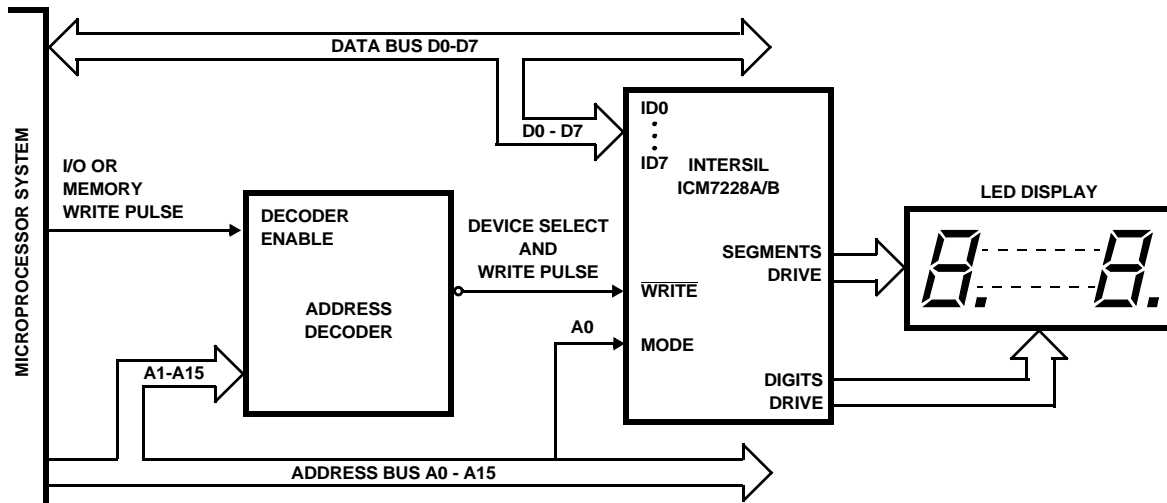 DATA BUS D0-D7
MICROPROCESSOR SYSTEM
D0 - D7
ID0
ID7
INTERSIL
ICM7228A/B
I/O OR
MEMORY
WRITE PULSE
DECODER
ENABLE
ADDRESS
DECODER
DEVICE SELECT
AND
WRITE PULSE
WRITE
A0
MODE
SEGMENTS
DRIVE
DIGITS
DRIVE
LED DISPLAY
8. 8.
A1-A15
ADDRESS BUS A0 - A15